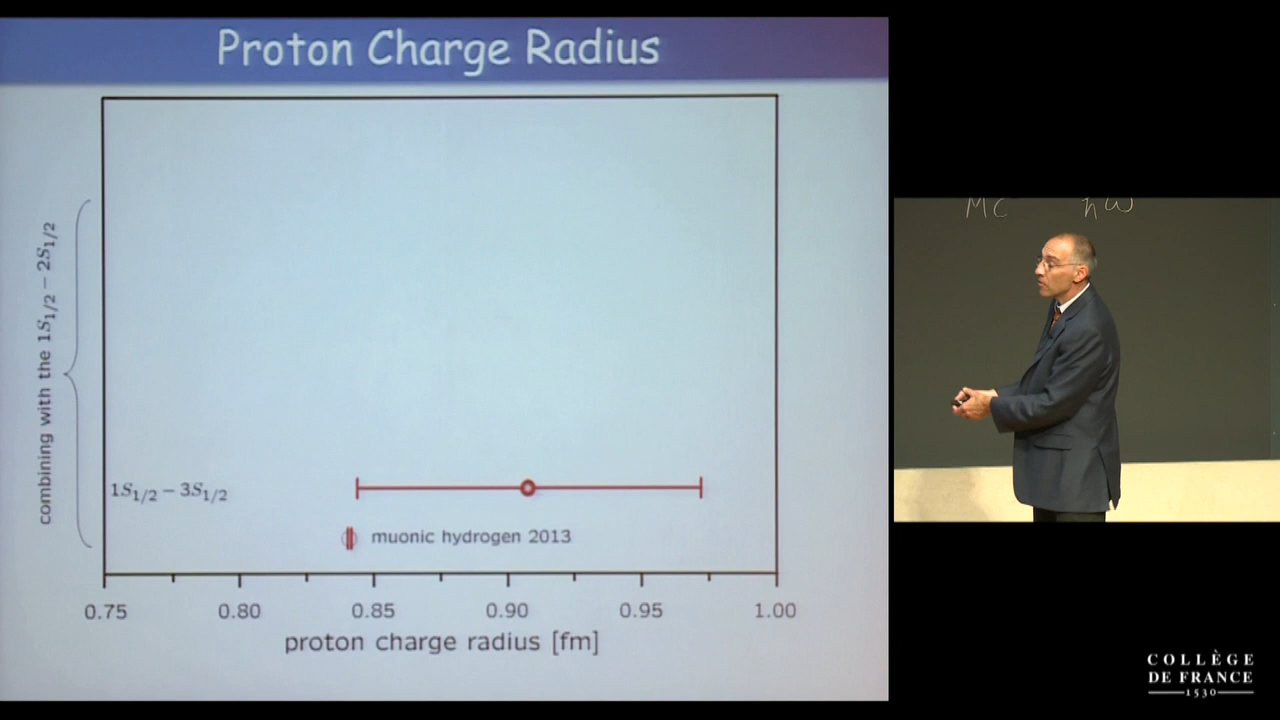 Proton Charge Radius
combining with the 1S1/2 − 2S1/2
1S1/2 − 3S1/2
muonic hydrogen 2013
0.75 0.80 0.85 0.90 0.95 1.00
proton charge radius [fm]
Mc ħω
COLLÈGE
DE FRANCE
1530